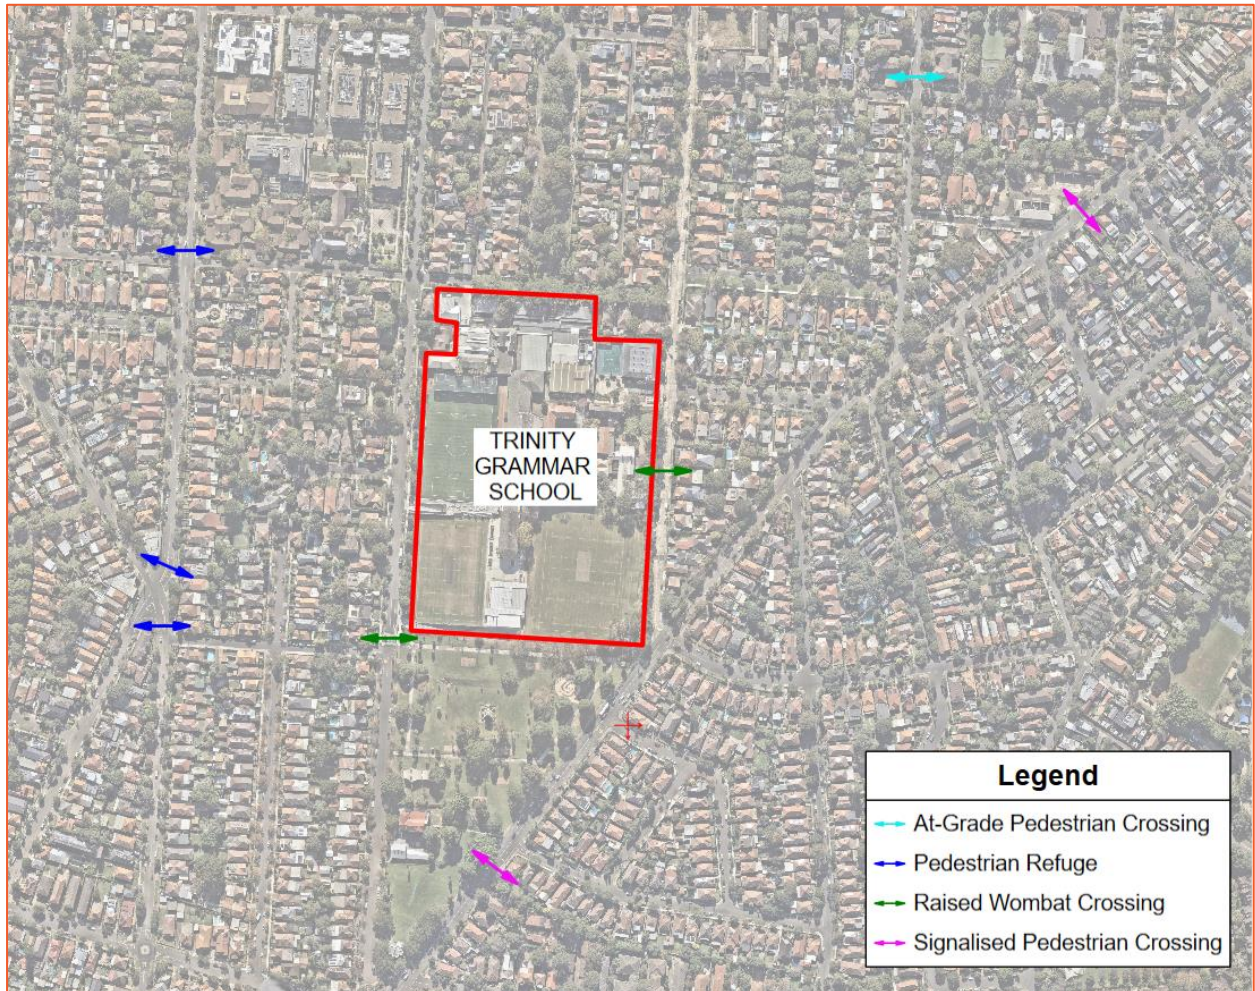 TRINITY
GRAMMAR
SCHOOL
Legend
At-Grade Pedestrian Crossing
Pedestrian Refuge
Raised Wombat Crossing
Signalised Pedestrian Crossing